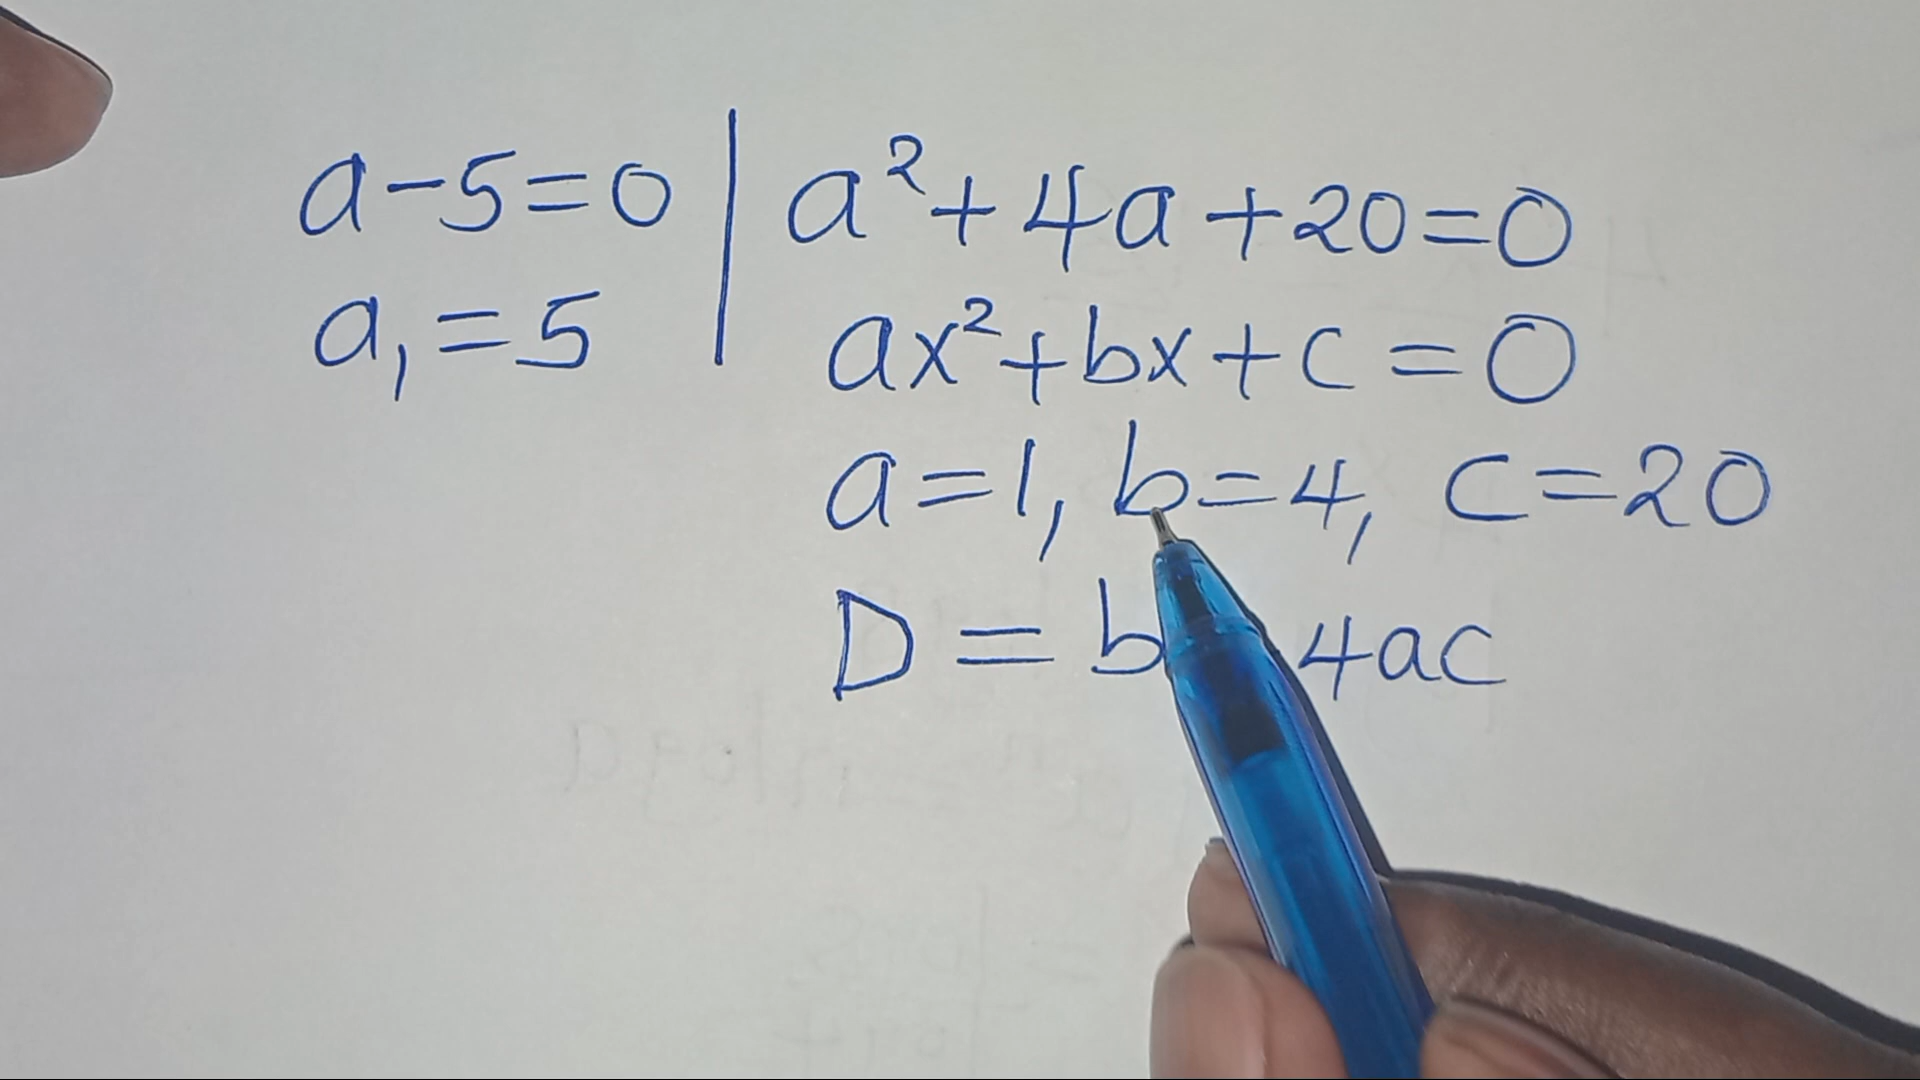 a-5=0 | a²+4a+20=0
a₁=5 | ax²+bx+c=0
a=1, b=4, c=20
D=b 4ac